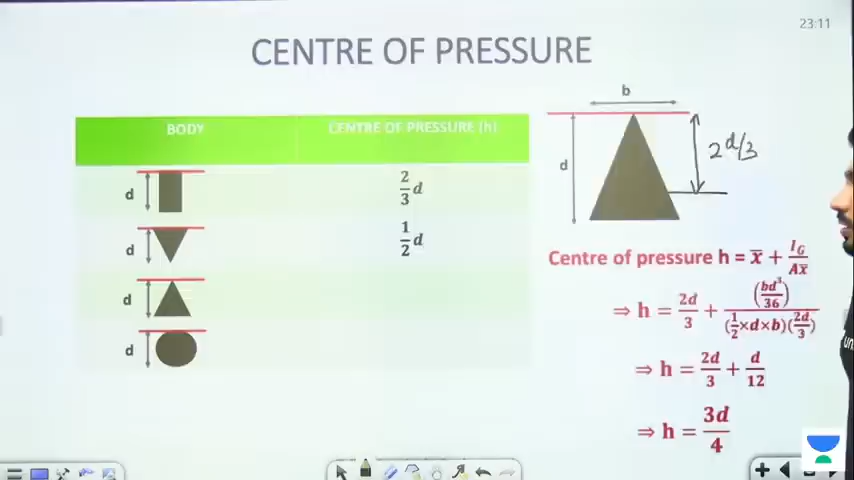 23:11
CENTRE OF PRESSURE
BODY CENTRE OF PRESSURE (h)
d 2/3 d
d 1/2 d
d
d
b
d
2d/3
Centre of pressure h = x̅ + I_G/Ax̅
⇒ h = 2d/3 + (bd³/36)/((1/2×d×b)(2d/3))
⇒ h = 2d/3 + d/12
⇒ h = 3d/4